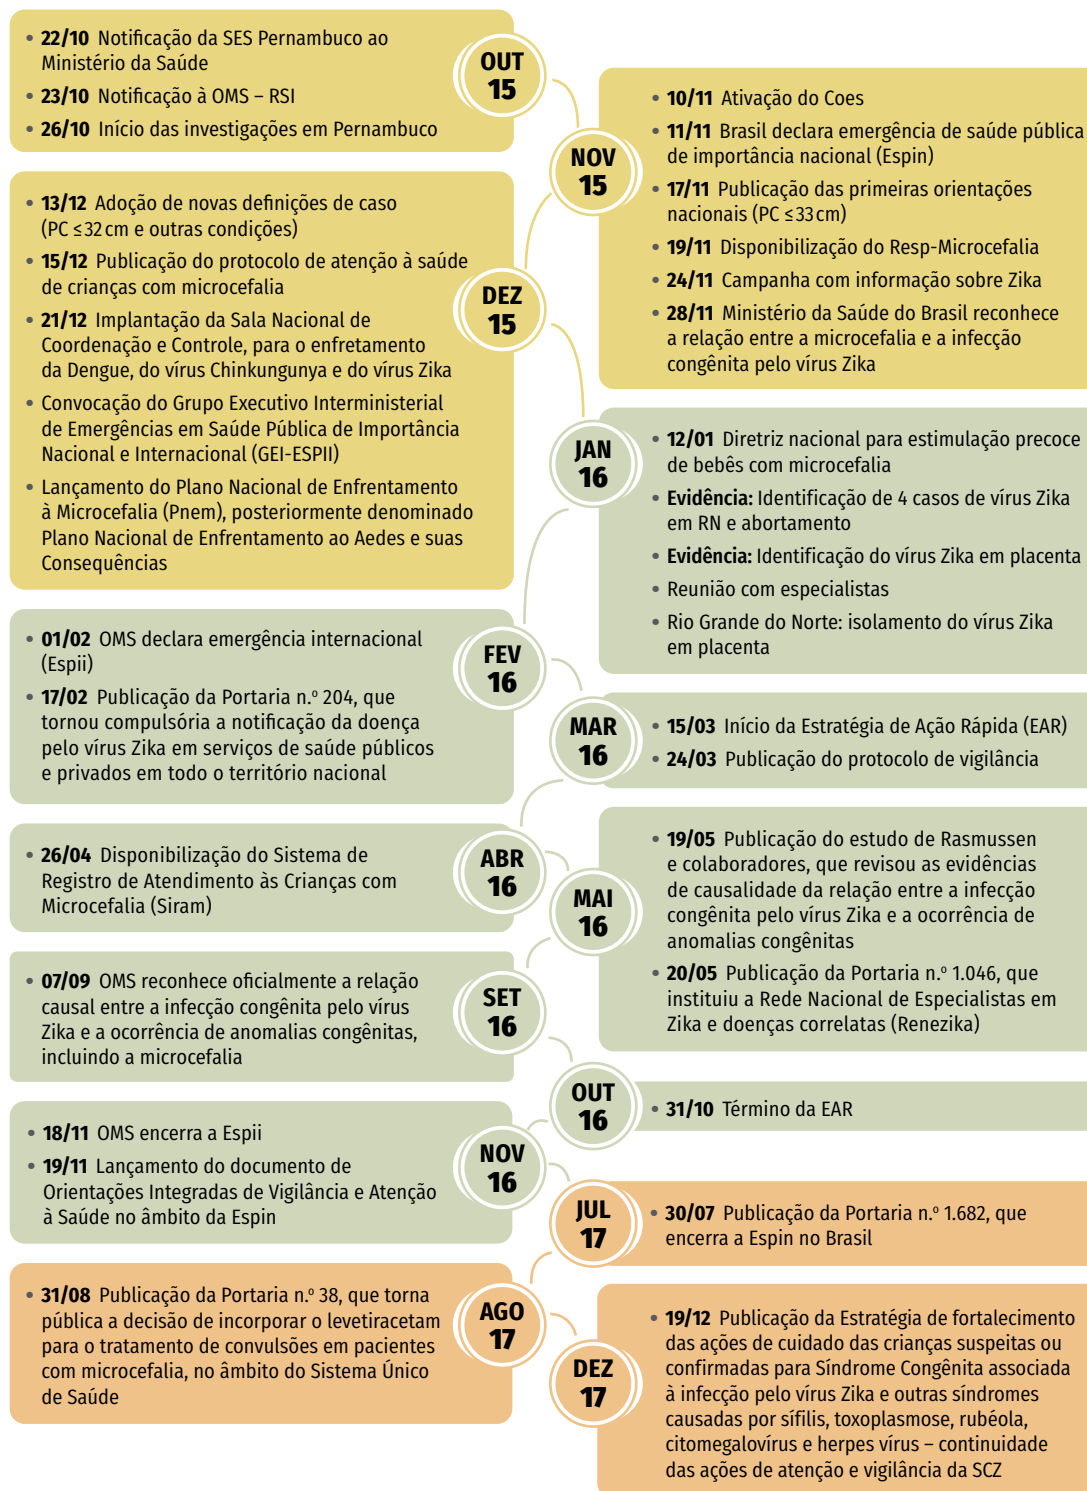 OUT
15
• 22/10 Notificação da SES Pernambuco ao
Ministério da Saúde
• 23/10 Notificação à OMS – RSI
• 26/10 Início das investigações em Pernambuco
NOV
15
• 10/11 Ativação do Coes
• 11/11 Brasil declara emergência de saúde pública
de importância nacional (Espin)
• 17/11 Publicação das primeiras orientações
nacionais (PC ≤33 cm)
• 19/11 Disponibilização do Resp-Microcefalia
• 24/11 Campanha com informação sobre Zika
• 28/11 Ministério da Saúde do Brasil reconhece
a relação entre a microcefalia e a infecção
congênita pelo vírus Zika
DEZ
15
• 13/12 Adoção de novas definições de caso
(PC ≤32 cm e outras condições)
• 15/12 Publicação do protocolo de atenção à saúde
de crianças com microcefalia
• 21/12 Implantação da Sala Nacional de
Coordenação e Controle, para o enfretamento
da Dengue, do vírus Chinkungunya e do vírus Zika
• Convocação do Grupo Executivo Interministerial
de Emergências em Saúde Pública de Importância
Nacional e Internacional (GEI-ESPII)
• Lançamento do Plano Nacional de Enfrentamento
à Microcefalia (Pnem), posteriormente denominado
Plano Nacional de Enfrentamento ao Aedes e suas
Consequências
JAN
16
• 12/01 Diretriz nacional para estimulação precoce
de bebês com microcefalia
• Evidência: Identificação de 4 casos de vírus Zika
em RN e abortamento
• Evidência: Identificação do vírus Zika em placenta
• Reunião com especialistas
• Rio Grande do Norte: isolamento do vírus Zika
em placenta
FEV
16
• 01/02 OMS declara emergência internacional
(Espii)
• 17/02 Publicação da Portaria n.º 204, que
tornou compulsória a notificação da doença
pelo vírus Zika em serviços de saúde públicos
e privados em todo o território nacional
MAR
16
• 15/03 Início da Estratégia de Ação Rápida (EAR)
• 24/03 Publicação do protocolo de vigilância
ABR
16
• 26/04 Disponibilização do Sistema de
Registro de Atendimento às Crianças com
Microcefalia (Siram)
MAI
16
• 19/05 Publicação do estudo de Rasmussen
e colaboradores, que revisou as evidências
de causalidade da relação entre a infecção
congênita pelo vírus Zika e a ocorrência de
anomalias congênitas
• 20/05 Publicação da Portaria n.º 1.046, que
instituiu a Rede Nacional de Especialistas em
Zika e doenças correlatas (Renezika)
SET
16
• 07/09 OMS reconhece oficialmente a relação
causal entre a infecção congênita pelo vírus
Zika e a ocorrência de anomalias congênitas,
incluindo a microcefalia
OUT
16
• 31/10 Término da EAR
NOV
16
• 18/11 OMS encerra a Espii
• 19/11 Lançamento do documento de
Orientações Integradas de Vigilância e Atenção
à Saúde no âmbito da Espin
JUL
17
• 30/07 Publicação da Portaria n.º 1.682, que
encerra a Espin no Brasil
AGO
17
• 31/08 Publicação da Portaria n.º 38, que torna
pública a decisão de incorporar o levetiracetam
para o tratamento de convulsões em pacientes
com microcefalia, no âmbito do Sistema Único
de Saúde
DEZ
17
• 19/12 Publicação da Estratégia de fortalecimento
das ações de cuidado das crianças suspeitas ou
confirmadas para Síndrome Congênita associada
à infecção pelo vírus Zika e outras síndromes
causadas por sífilis, toxoplasmose, rubéola,
citomegalovírus e herpes vírus – continuidade
das ações de atenção e vigilância da SCZ